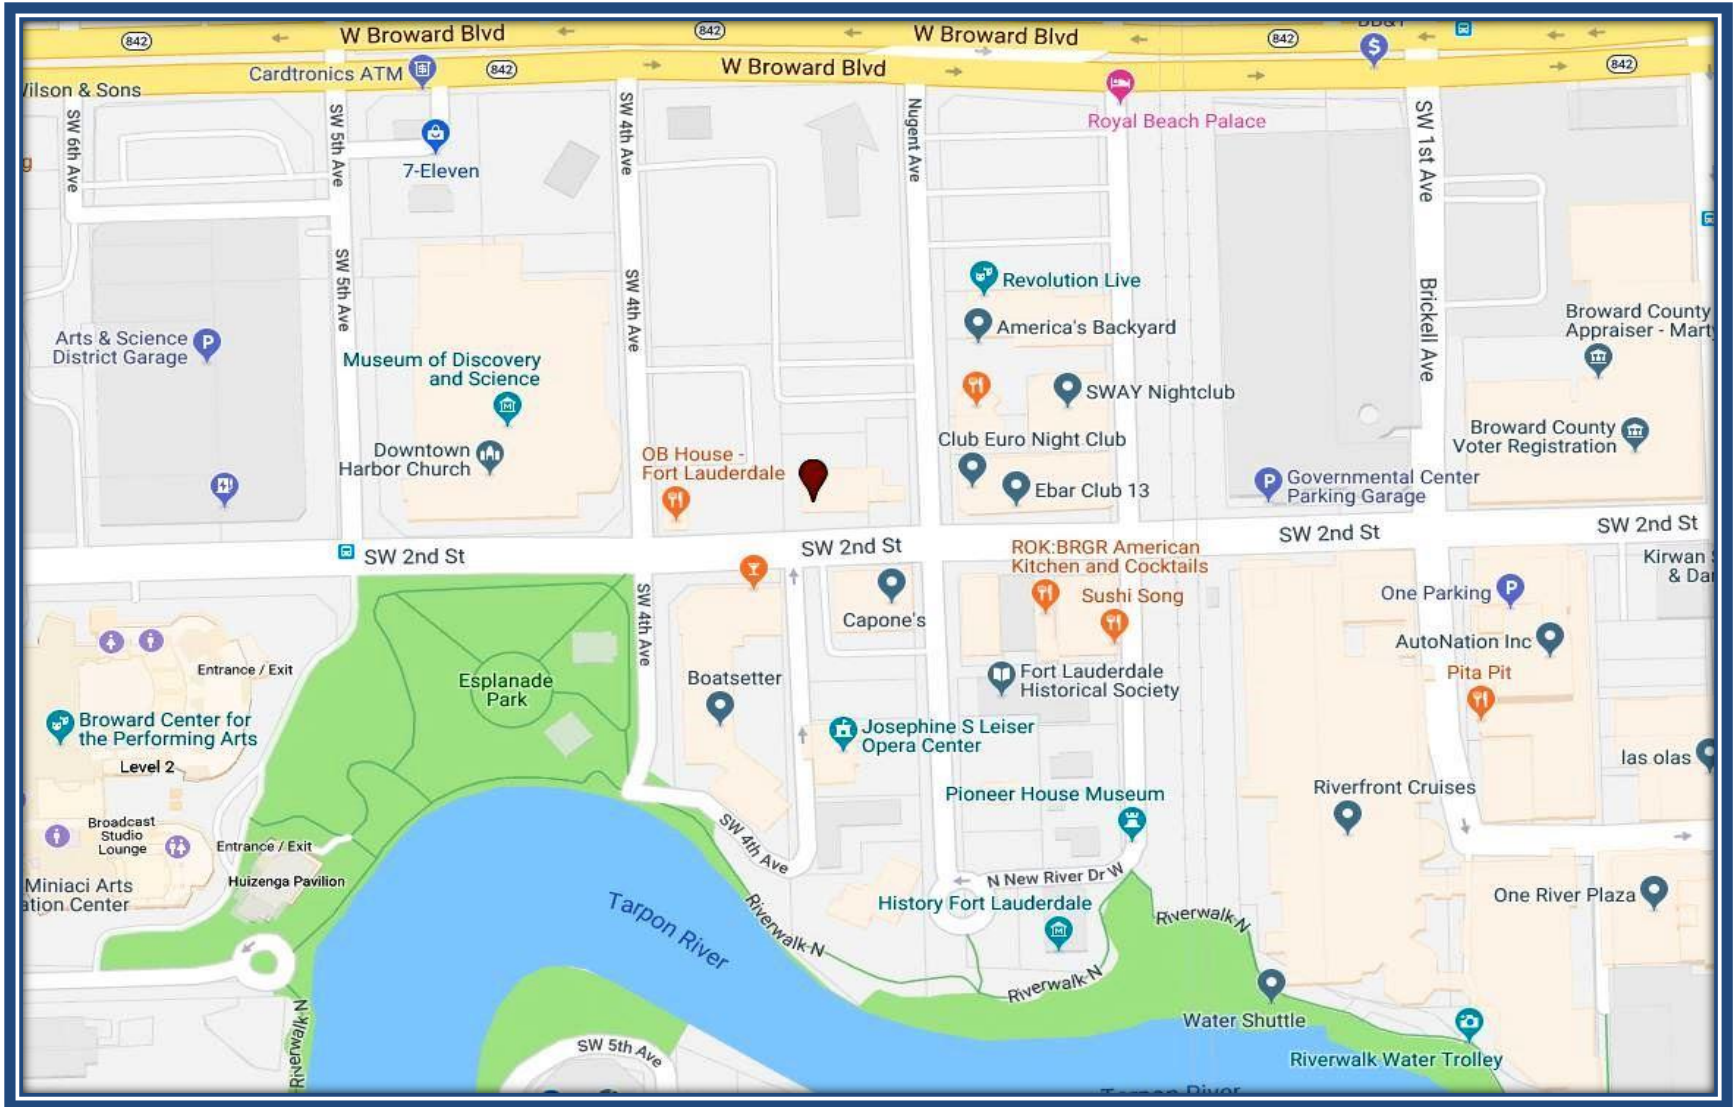 BB&T
842
W Broward Blvd
842
W Broward Blvd
842
Cardtronics ATM
842
W Broward Blvd
842
Wilson & Sons
Royal Beach Palace
SW 6th Ave
SW 5th Ave
SW 4th Ave
Nugent Ave
SW 1st Ave
7-Eleven
SW 5th Ave
SW 4th Ave
Brickell Ave
Revolution Live
America's Backyard
Arts & Science
District Garage
Museum of Discovery
and Science
Broward County
Appraiser - Mart
SWAY Nightclub
Downtown
Harbor Church
OB House -
Fort Lauderdale
Club Euro Night Club
Ebar Club 13
Broward County
Voter Registration
Governmental Center
Parking Garage
SW 2nd St
SW 2nd St
SW 2nd St
SW 2nd St
ROK:BRGR American
Kitchen and Cocktails
Sushi Song
Kirwan
& Da
One Parking
Capone's
SW 4th Ave
AutoNation Inc
Pita Pit
Entrance / Exit
Esplanade
Park
Boatsetter
Fort Lauderdale
Historical Society
Broward Center for
the Performing Arts
Level 2
Josephine S Leiser
Opera Center
las olas
Pioneer House Museum
Riverfront Cruises
Broadcast
Studio
Lounge
Entrance / Exit
SW 4th Ave
Huizenga Pavilion
Miniaci Arts
ation Center
N New River Dr W
History Fort Lauderdale
One River Plaza
Tarpon River
Riverwalk N
Riverwalk N
Riverwalk N
Riverwalk N
Water Shuttle
SW 5th Ave
Riverwalk Water Trolley
Tarpon River